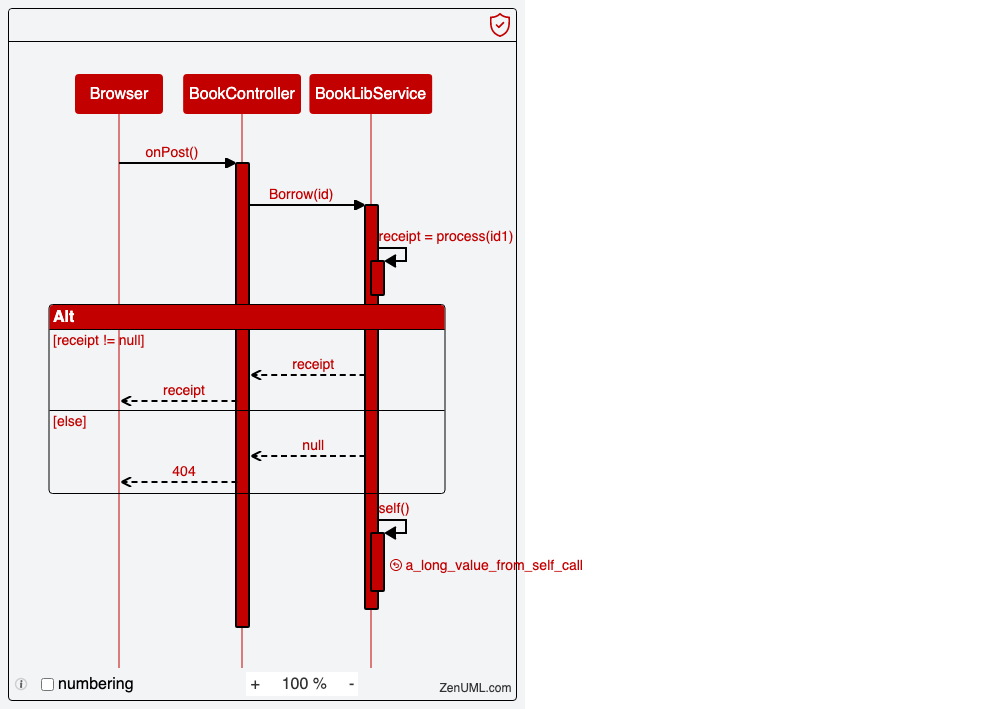 Browser
BookController
BookLibService
onPost()
Borrow(id)
receipt = process(id1)
Alt
[receipt != null]
receipt
receipt
[else]
null
404
self()
a_long_value_from_self_call
numbering
+ 100 % -
ZenUML.com